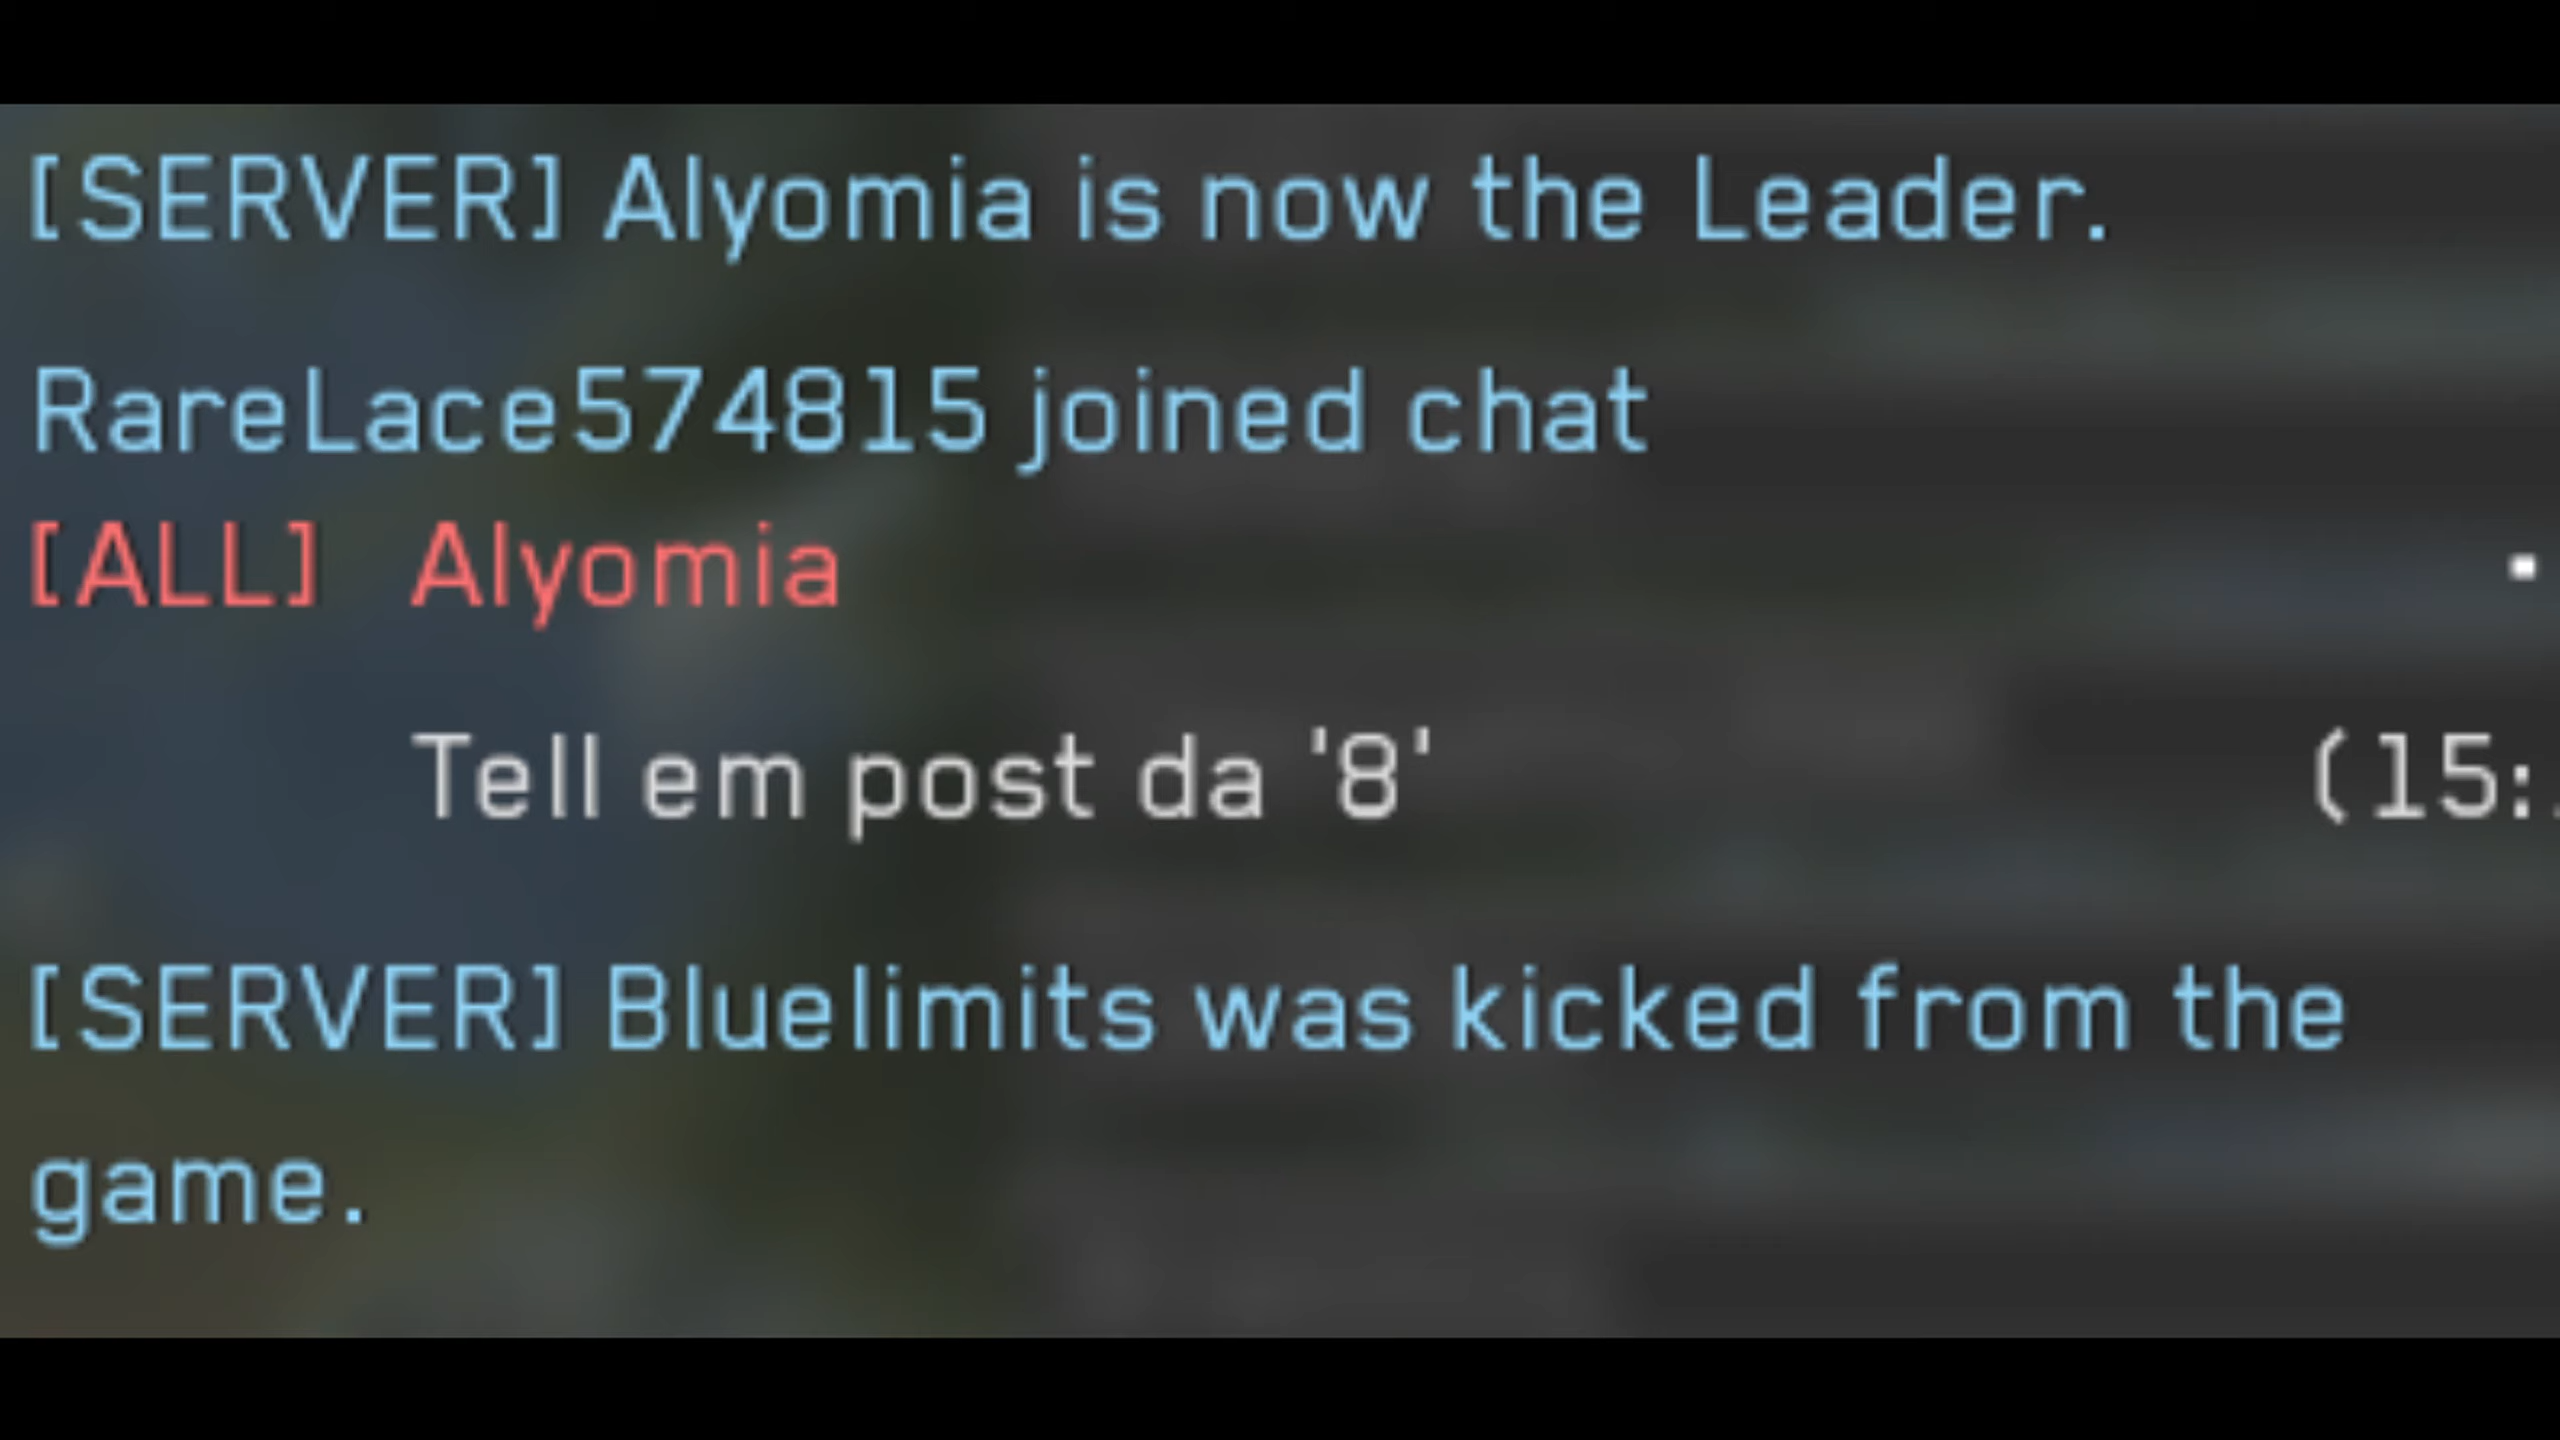 [SERVER] Alyomia is now the Leader.
RareLace574815 joined chat
[ALL] Alyomia
Tell em post da '8' (15:
[SERVER] Bluelimits was kicked from the
game.